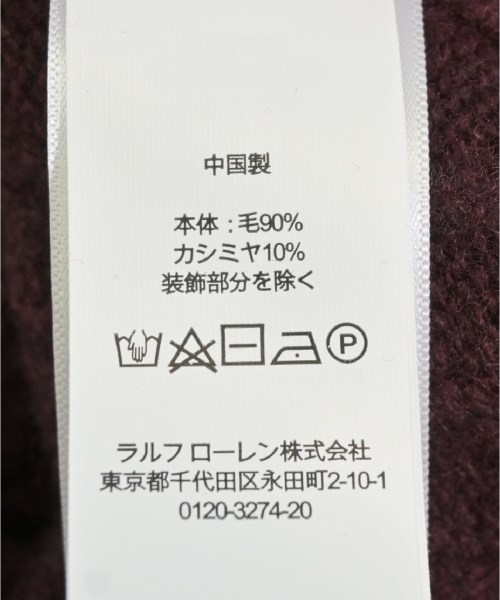 中国製
本体 : 毛90%
カシミヤ10%
装飾部分を除く
P
ラルフ ローレン株式会社
東京都千代田区永田町2-10-1
0120-3274-20